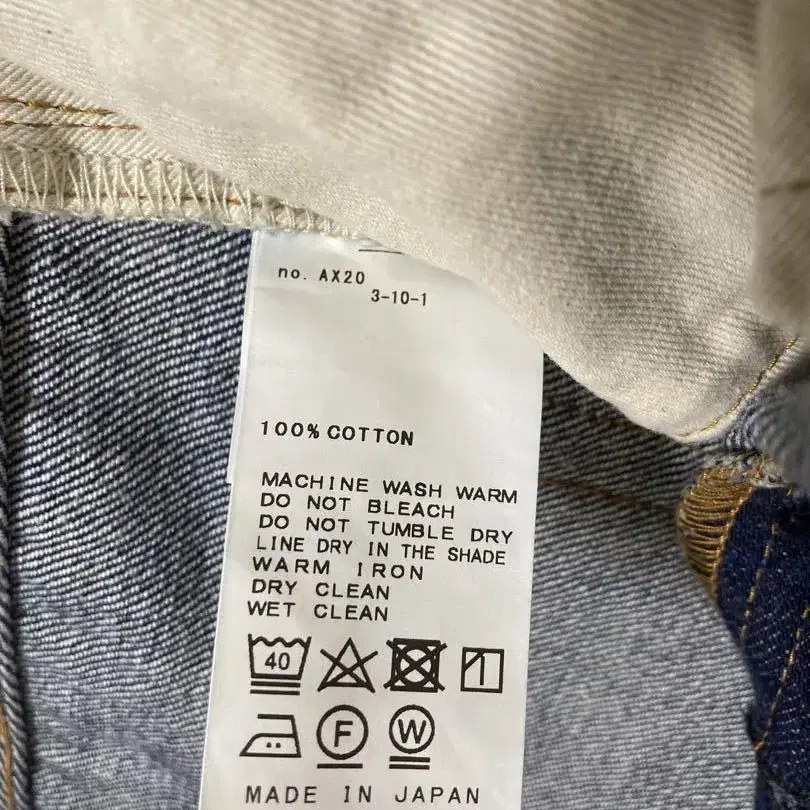 no. AX20
3-10-1
100% COTTON
MACHINE WASH WARM
DO NOT BLEACH
DO NOT TUMBLE DRY
LINE DRY IN THE SHADE
WARM IRON
DRY CLEAN
WET CLEAN
40
F W
MADE IN JAPAN